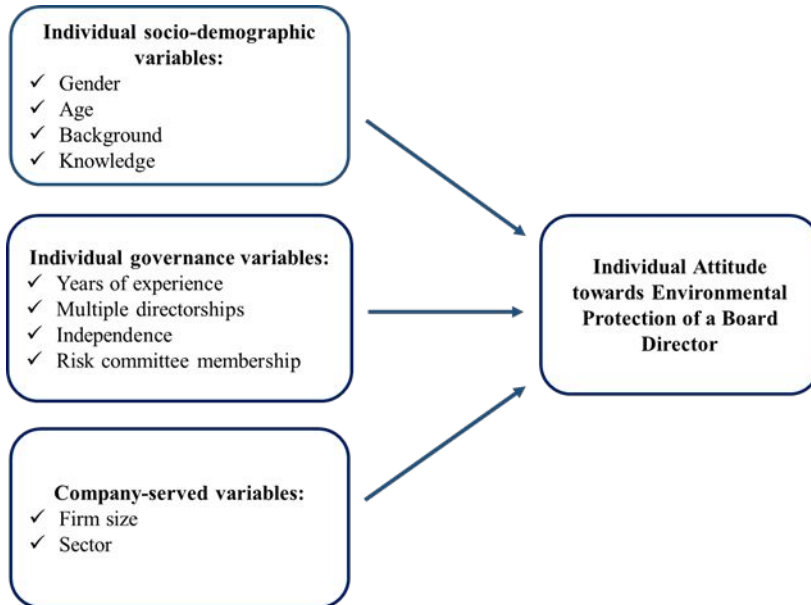 Individual socio-demographic
variables:
✓ Gender
✓ Age
✓ Background
✓ Knowledge
Individual governance variables:
✓ Years of experience
✓ Multiple directorships
✓ Independence
✓ Risk committee membership
Company-served variables:
✓ Firm size
✓ Sector
Individual Attitude
towards Environmental
Protection of a Board
Director